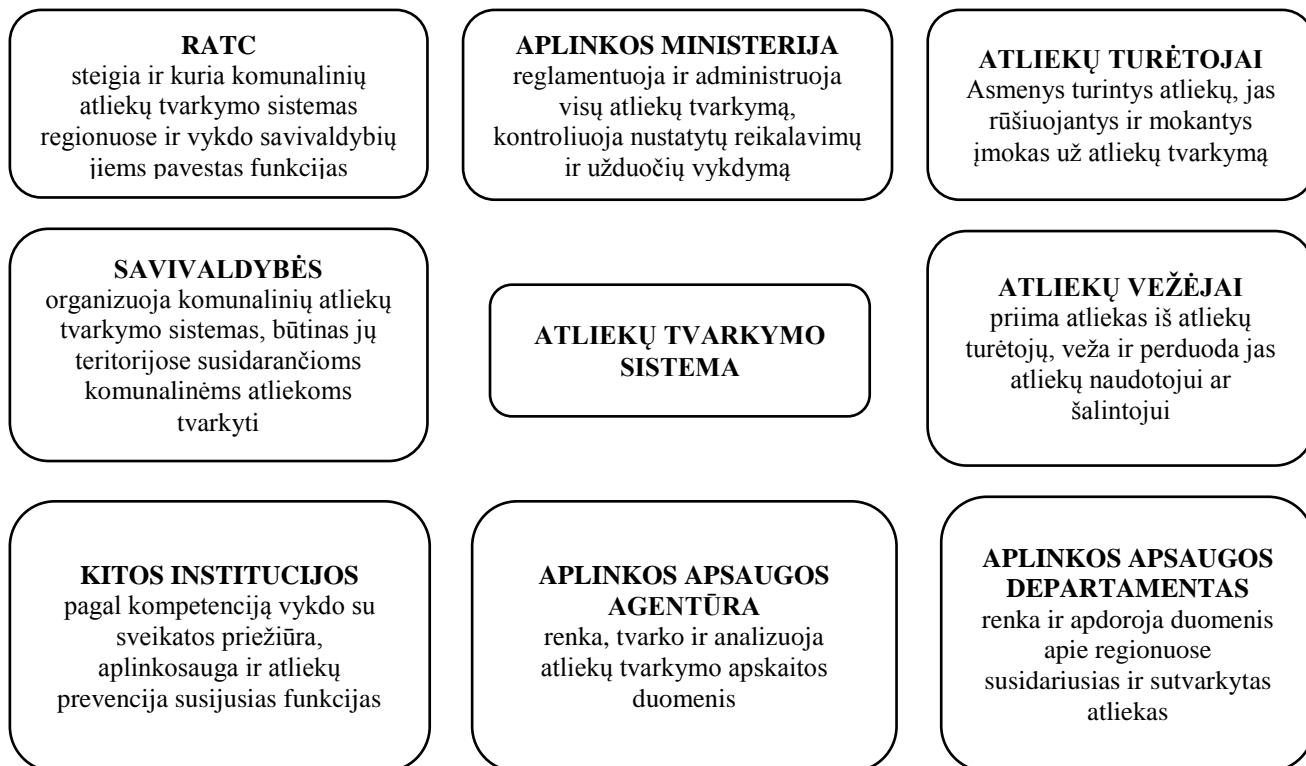 RATC
steigia ir kuria komunalinių
atliekų tvarkymo sistemas
regionuose ir vykdo savivaldybių
jiems pavestas funkcijas
APLINKOS MINISTERIJA
reglamentuoja ir administruoja
visų atliekų tvarkymą,
kontroliuoja nustatytų reikalavimų
ir užduočių vykdymą
ATLIEKŲ TURĖTOJAI
Asmenys turintys atliekų, jas
rūšiuojantys ir mokantys
įmokas už atliekų tvarkymą
SAVIVALDYBĖS
organizuoja komunalinių atliekų
tvarkymo sistemas, būtinas jų
teritorijose susidarančioms
komunalinėms atliekoms
tvarkyti
ATLIEKŲ TVARKYMO
SISTEMA
ATLIEKŲ VEŽĖJAI
priima atliekas iš atliekų
turėtojų, veža ir perduoda jas
atliekų naudotojui ar
šalintojui
KITOS INSTITUCIJOS
pagal kompetenciją vykdo su
sveikatos priežiūra,
aplinkosauga ir atliekų
prevencija susijusias funkcijas
APLINKOS APSAUGOS
AGENTŪRA
renka, tvarko ir analizuoja
atliekų tvarkymo apskaitos
duomenis
APLINKOS APSAUGOS
DEPARTAMENTAS
renka ir apdoroja duomenis
apie regionuose
susidariusias ir sutvarkytas
atliekas